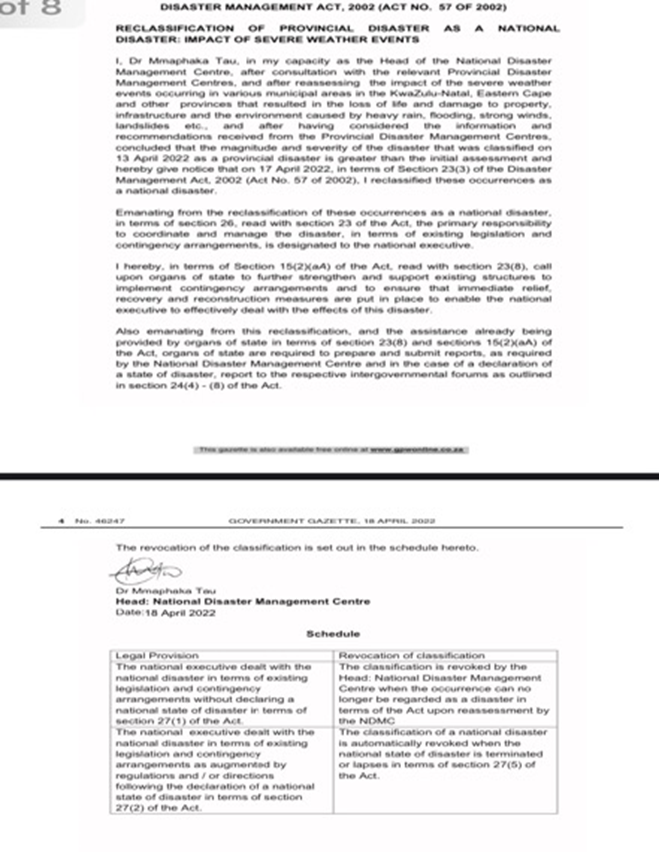 of 8
DISASTER MANAGEMENT ACT, 2002 (ACT NO. 57 OF 2002)
RECLASSIFICATION OF PROVINCIAL DISASTER AS A NATIONAL
DISASTER: IMPACT OF SEVERE WEATHER EVENTS
I, Dr Mmaphaka Tau, in my capacity as the Head of the National Disaster
Management Centre, after consultation with the relevant Provincial Disaster
Management Centres, and after reassessing the impact of the severe weather
events occurring in various municipal areas in the KwaZulu-Natal, Eastern Cape
and other provinces that resulted in the loss of life and damage to property,
infrastructure and the environment caused by heavy rain, flooding, strong winds,
landslides etc., and after having considered the information and
recommendations received from the Provincial Disaster Management Centres,
concluded that the magnitude and severity of the disaster that was classified on
13 April 2022 as a provincial disaster is greater than the initial assessment and
hereby give notice that on 17 April 2022, in terms of Section 23(3) of the Disaster
Management Act, 2002 (Act No. 57 of 2002), I reclassified these occurrences as
a national disaster.
Emanating from the reclassification of these occurrences as a national disaster,
in terms of section 26, read with section 23 of the Act, the primary responsibility
to coordinate and manage the disaster, in terms of existing legislation and
contingency arrangements, is designated to the national executive.
I hereby, in terms of Section 15(2)(aA) of the Act, read with section 23(8), call
upon organs of state to further strengthen and support existing structures to
implement contingency arrangements and to ensure that immediate relief,
recovery and reconstruction measures are put in place to enable the national
executive to effectively deal with the effects of this disaster.
Also emanating from this reclassification, and the assistance already being
provided by organs of state in terms of section 23(8) and sections 15(2)(aA) of
the Act, organs of state are required to prepare and submit reports, as required
by the National Disaster Management Centre and in the case of a declaration of
a state of disaster, report to the respective intergovernmental forums as outlined
in section 24(4) - (8) of the Act.
This gazette is also available free online at www.gpwonline.co.za
4 No. 46247 GOVERNMENT GAZETTE, 18 APRIL 2022
The revocation of the classification is set out in the schedule hereto.
Dr Mmaphaka Tau
Head: National Disaster Management Centre
Date: 18 April 2022
Schedule
Legal Provision
The national executive dealt with the
national disaster in terms of existing
legislation and contingency
arrangements without declaring a
national state of disaster in terms of
section 27(1) of the Act.
The national executive dealt with the
national disaster in terms of existing
legislation and contingency
arrangements as augmented by
regulations and / or directions
following the declaration of a national
state of disaster in terms of section
27(2) of the Act.
Revocation of classification
The classification is revoked by the
Head: National Disaster Management
Centre when the occurrence can no
longer be regarded as a disaster in
terms of the Act upon reassessment by
the NDMC
The classification of a national disaster
is automatically revoked when the
national state of disaster is terminated
or lapses in terms of section 27(5) of
the Act.